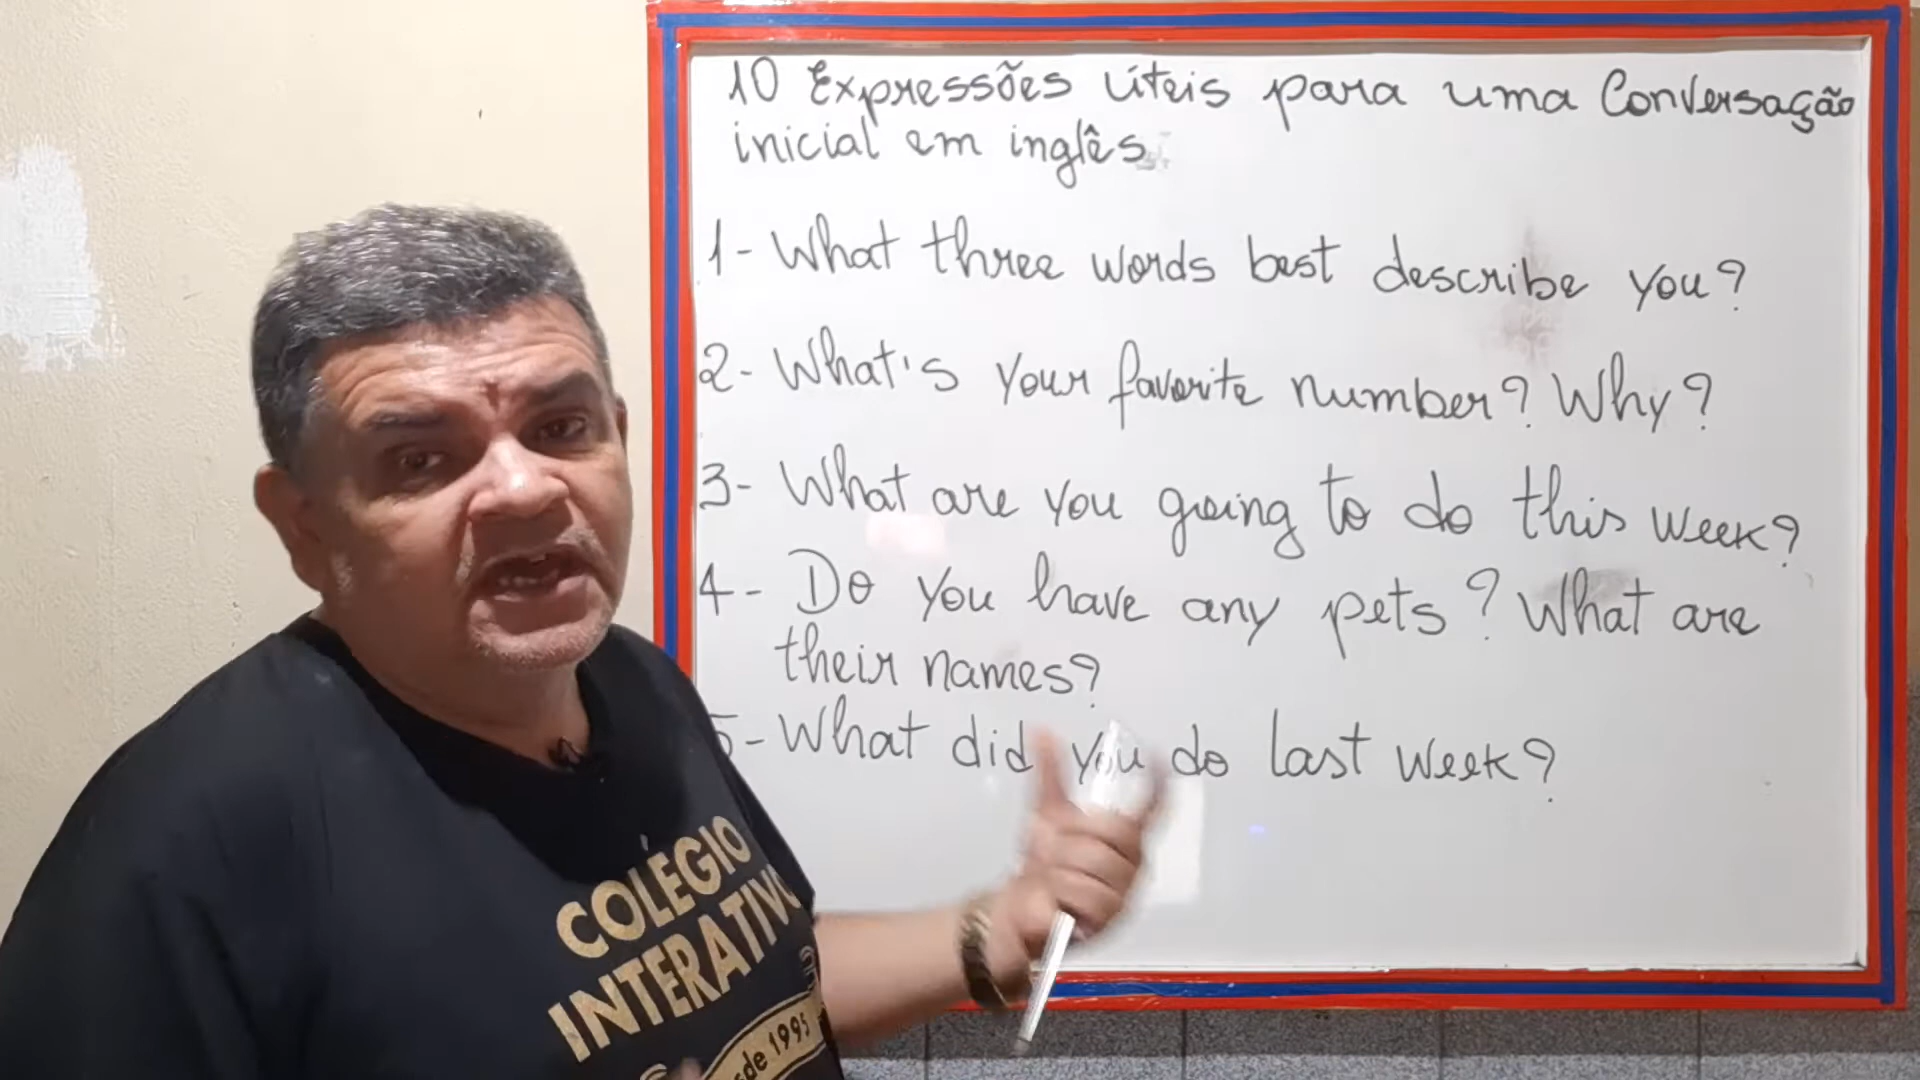 10 Expressões úteis para uma Conversação
inicial em inglês
1- What three words best describe you?
2- What's your favorite number? Why?
3- What are you going to do this week?
4- Do you have any pets? What are
their names?
5- What did you do last week?
COLÉGIO
INTERATIVO
1995